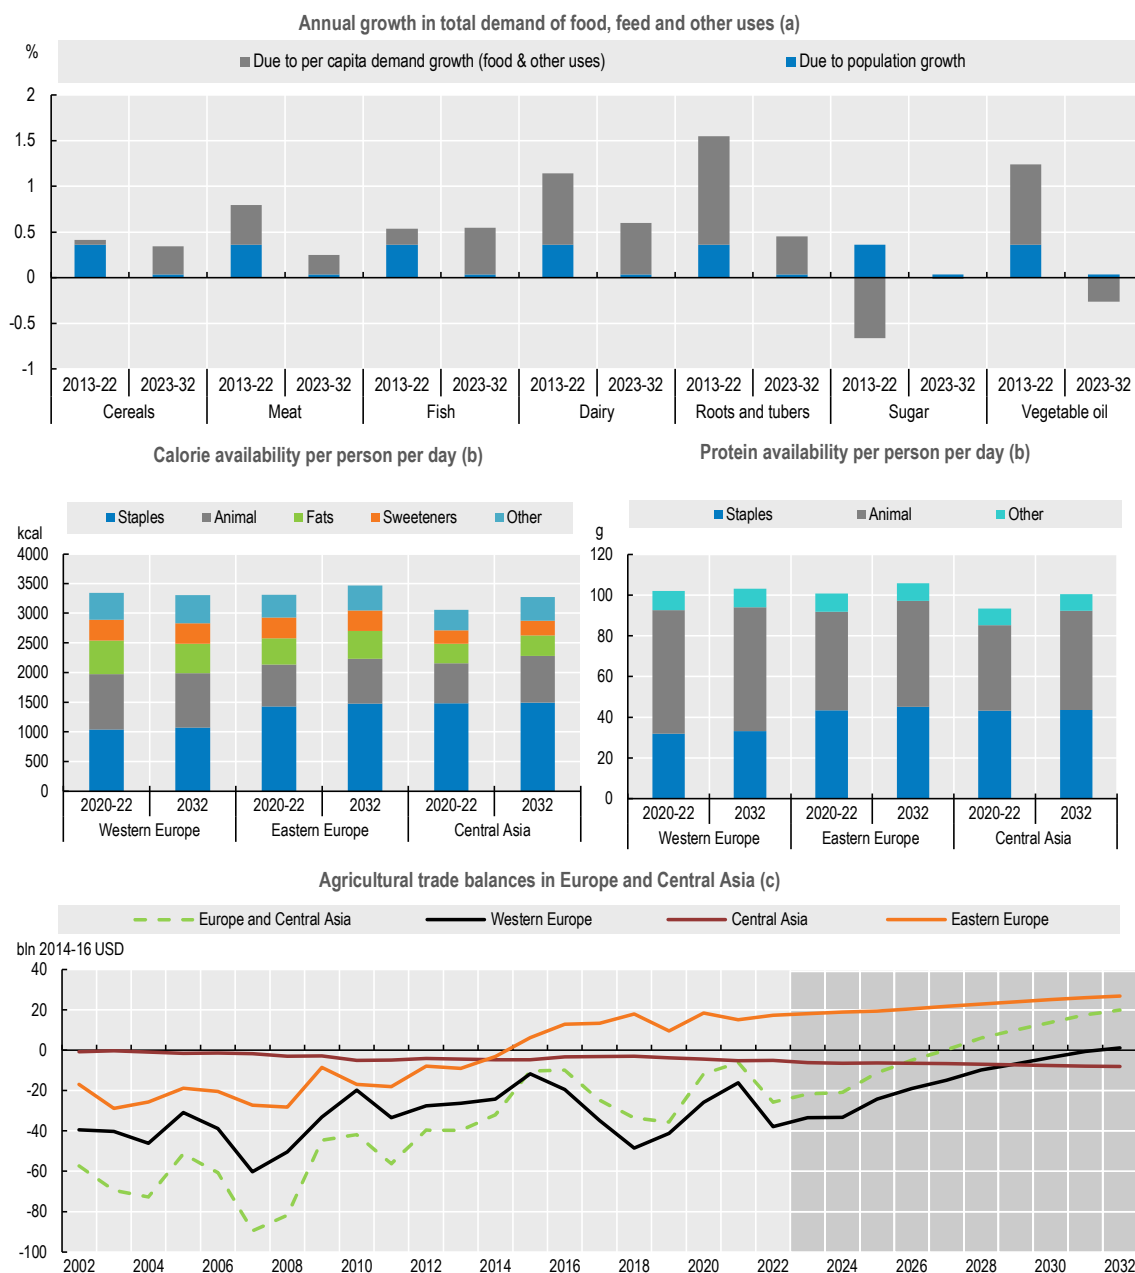 Annual growth in total demand of food, feed and other uses (a)
%
Due to per capita demand growth (food & other uses)
Due to population growth
2
1.5
1
0.5
0
-0.5
-1
2013-22 2023-32 2013-22 2023-32 2013-22 2023-32 2013-22 2023-32 2013-22 2023-32 2013-22 2023-32 2013-22 2023-32
Cereals Meat Fish Dairy Roots and tubers Sugar Vegetable oil
Calorie availability per person per day (b)
Staples Animal Fats Sweeteners Other
kcal
4000
3500
3000
2500
2000
1500
1000
500
0
2020-22 2032 2020-22 2032 2020-22 2032
Western Europe Eastern Europe Central Asia
Protein availability per person per day (b)
Staples Animal Other
g
120
100
80
60
40
20
0
2020-22 2032 2020-22 2032 2020-22 2032
Western Europe Eastern Europe Central Asia
Agricultural trade balances in Europe and Central Asia (c)
Europe and Central Asia Western Europe Central Asia Eastern Europe
bln 2014-16 USD
40
20
0
-20
-40
-60
-80
-100
2002 2004 2006 2008 2010 2012 2014 2016 2018 2020 2022 2024 2026 2028 2030 2032